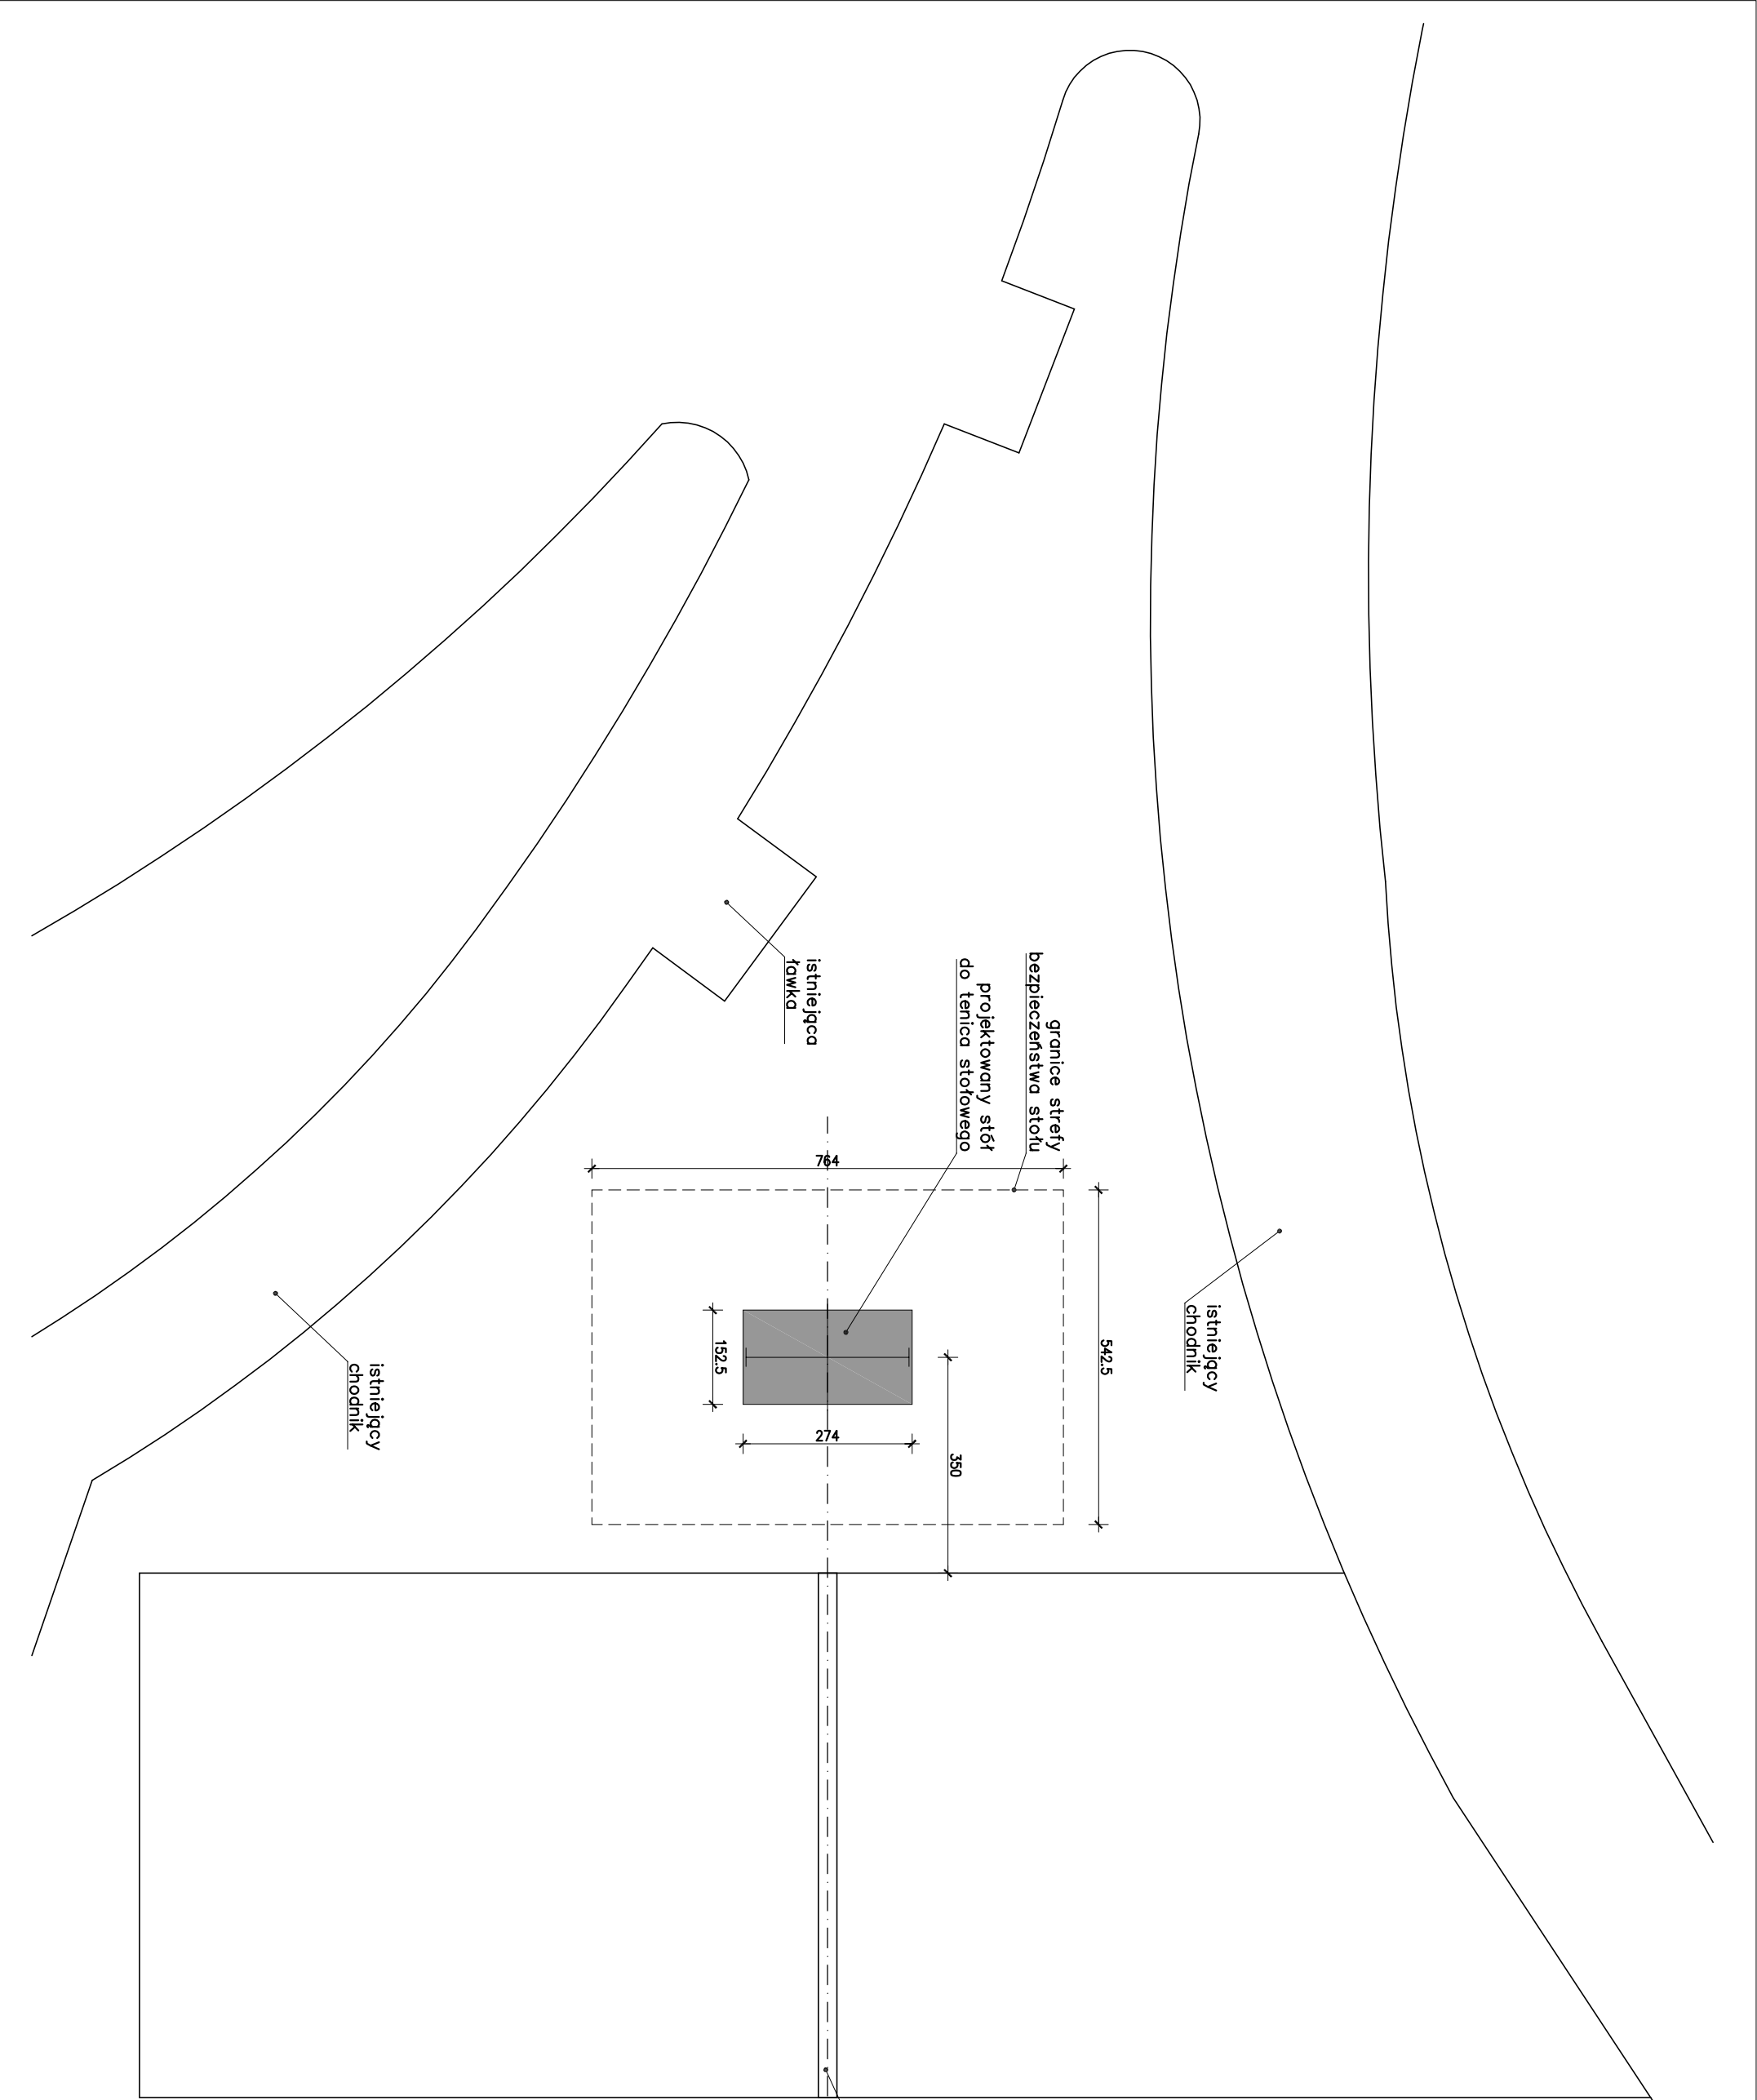 granice strefy
bezpieczeństwa stołu
projektowany stół
do tenica stołowego
istniejąca
ławka
istniejący
chodnik
istniejący
chodnik
764
542.5
152.5
274
350